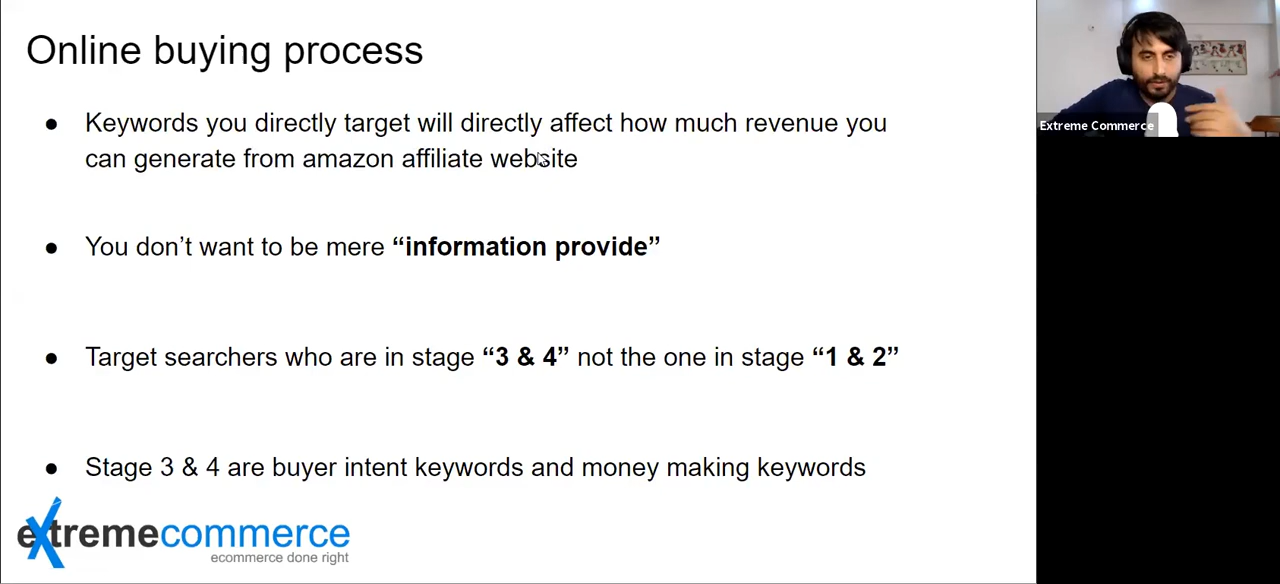 Online buying process
● Keywords you directly target will directly affect how much revenue you
can generate from amazon affiliate website
● You don’t want to be mere “information provide”
● Target searchers who are in stage “3 & 4” not the one in stage “1 & 2”
● Stage 3 & 4 are buyer intent keywords and money making keywords
extremecommerce
ecommerce done right
Extreme Commerce